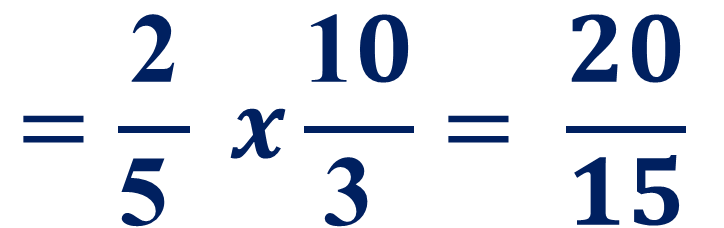 = 2/5 x 10/3 = 20/15